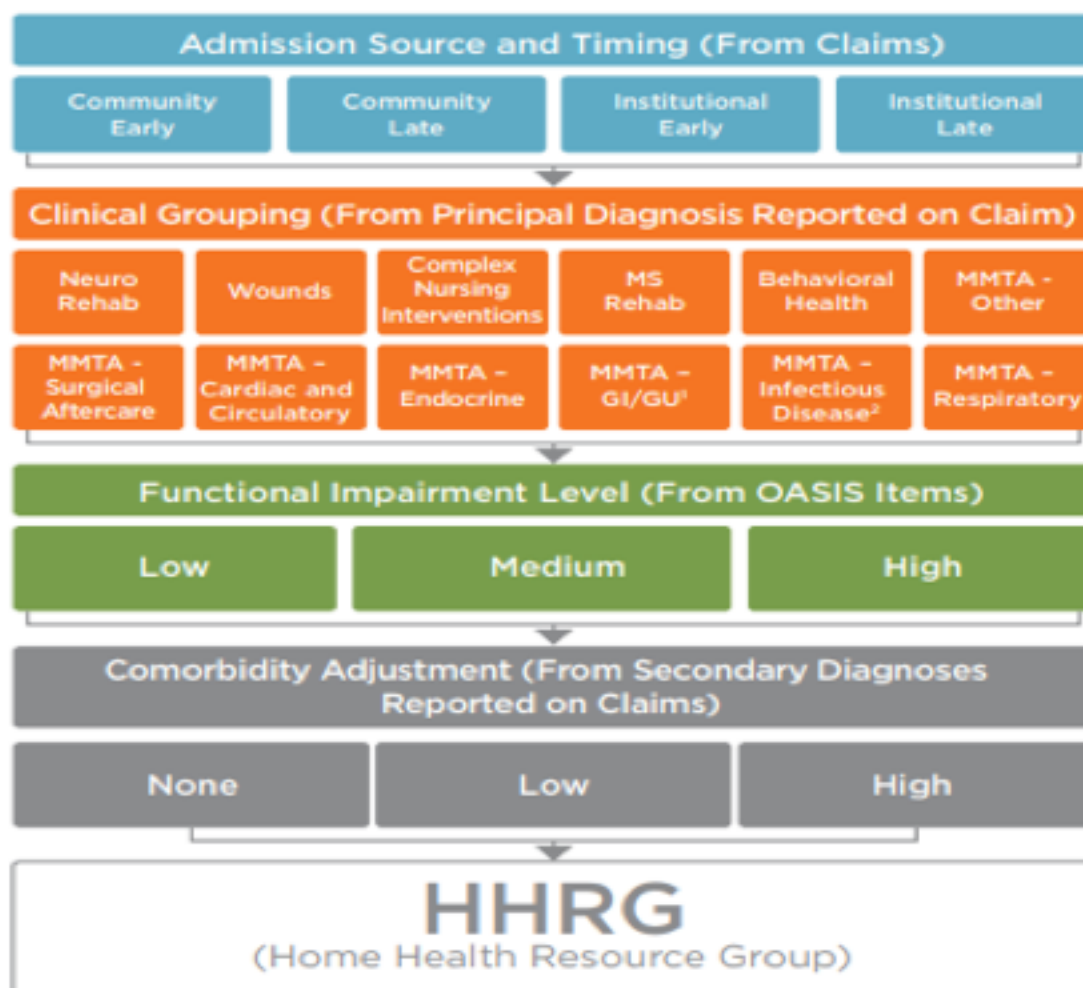 Admission Source and Timing (From Claims)
Community
Early
Community
Late
Institutional
Early
Institutional
Late
Clinical Grouping (From Principal Diagnosis Reported on Claim)
Neuro
Rehab
Wounds
Complex
Nursing
Interventions
MS
Rehab
Behavioral
Health
MMTA -
Other
MMTA -
Surgical
Aftercare
MMTA –
Cardiac and
Circulatory
MMTA –
Endocrine
MMTA –
GI/GU¹
MMTA –
Infectious
Disease²
MMTA –
Respiratory
Functional Impairment Level (From OASIS Items)
Low
Medium
High
Comorbidity Adjustment (From Secondary Diagnoses
Reported on Claims)
None
Low
High
HHRG
(Home Health Resource Group)